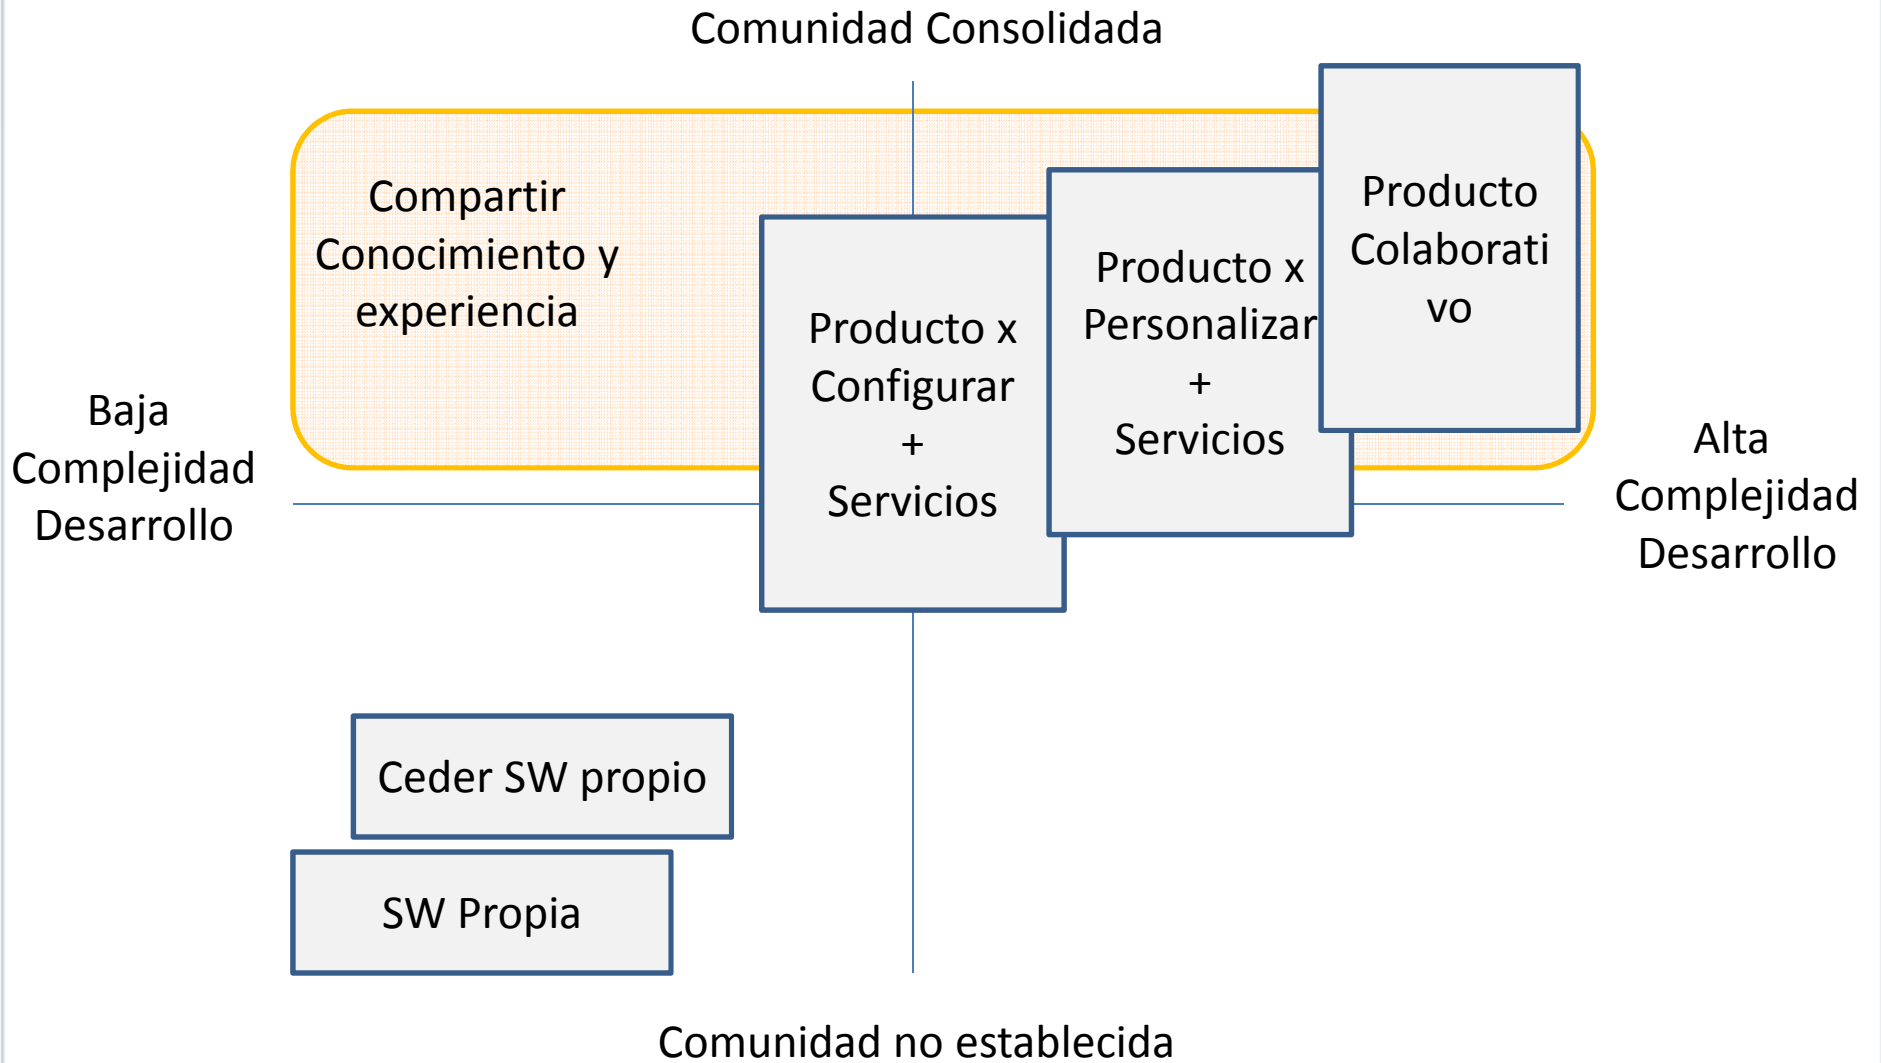 Comunidad Consolidada
Compartir
Conocimiento y
experiencia
Producto x
Configurar
+
Servicios
Producto x
Personalizar
+
Servicios
Producto
Colaborati
vo
Baja
Complejidad
Desarrollo
Alta
Complejidad
Desarrollo
Ceder SW propio
SW Propia
Comunidad no establecida